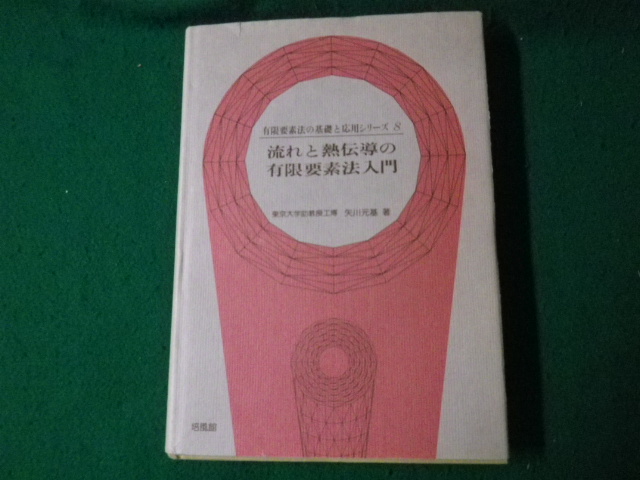 有限要素法の基礎と応用シリーズ 8
流れと熱伝導の
有限要素法入門
東京大学助教授工博 矢川元基 著
培風館